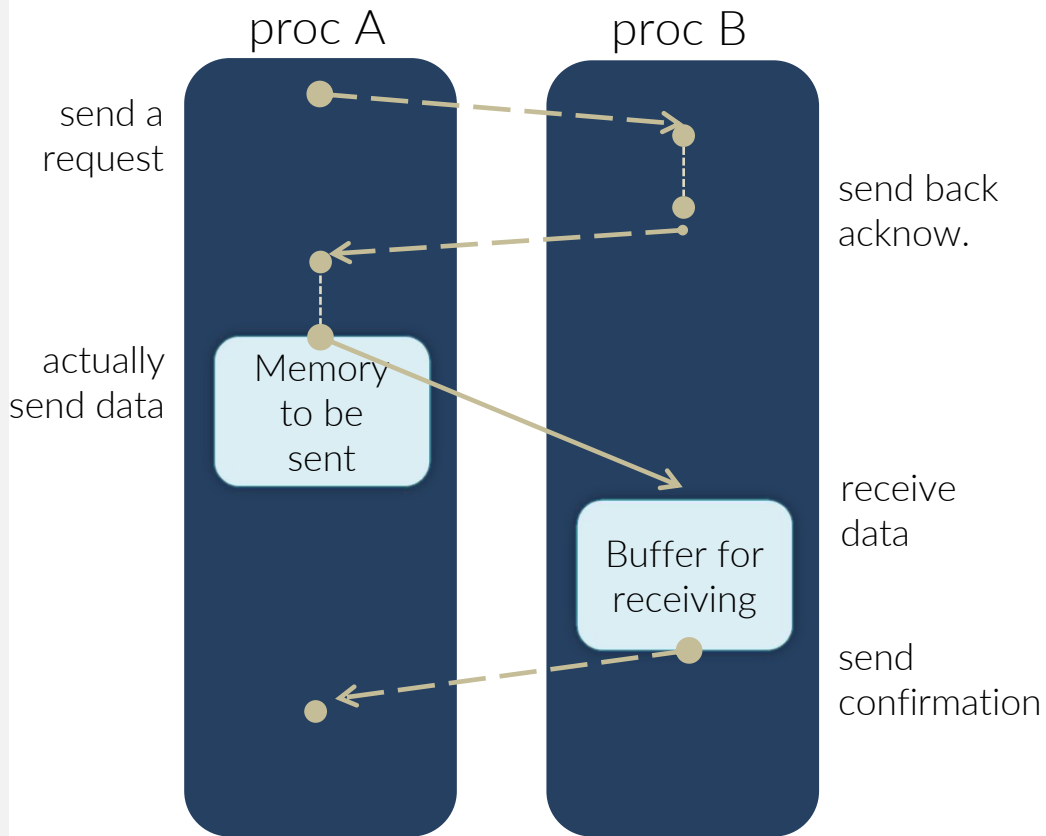 proc A
proc B
send a
request
send back
acknow.
actually
send data
Memory
to be
sent
receive
data
Buffer for
receiving
send
confirmation